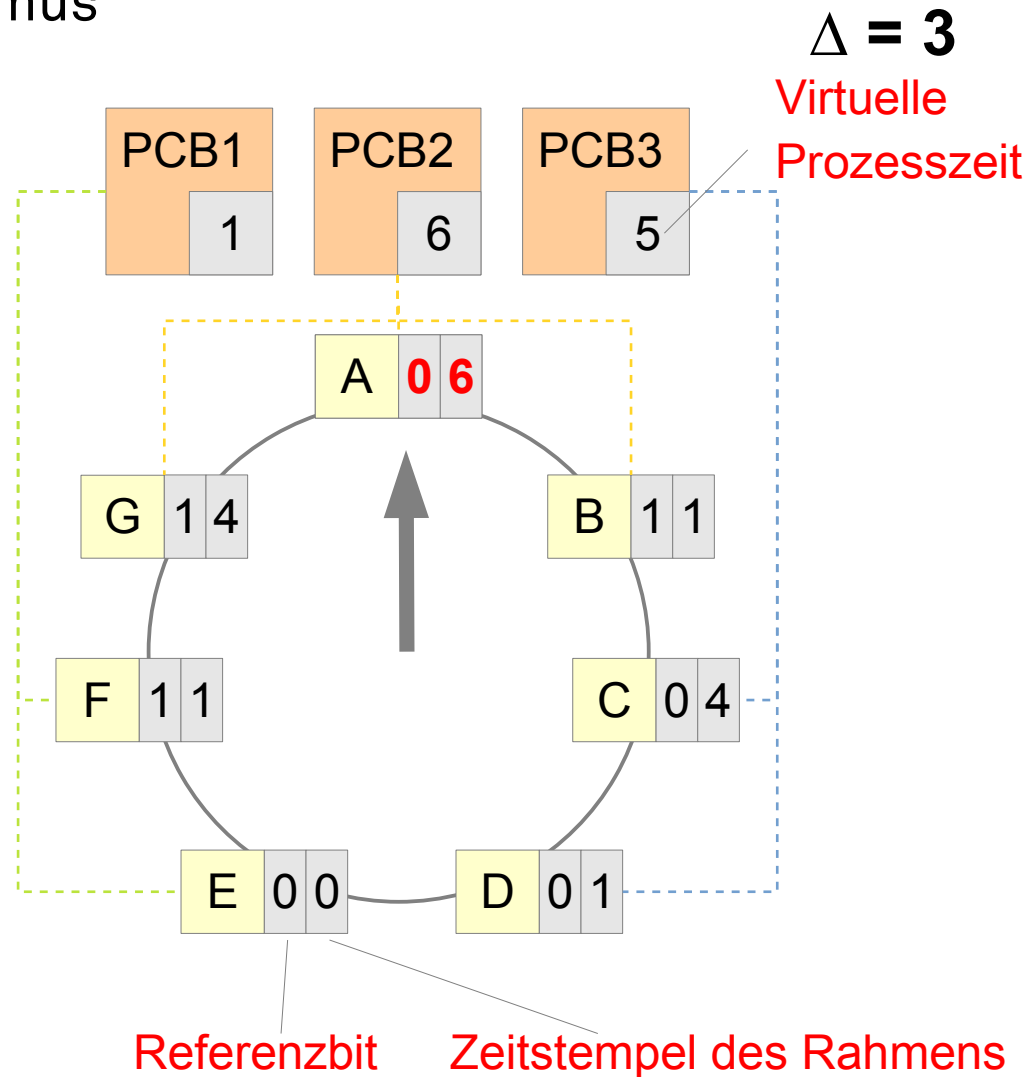 nus
Δ = 3
Virtuelle
Prozesszeit
PCB1 PCB2 PCB3
1 6 5
A 0 6
G 1 4 B 1 1
F 1 1 C 0 4
E 0 0 D 0 1
Referenzbit Zeitstempel des Rahmens